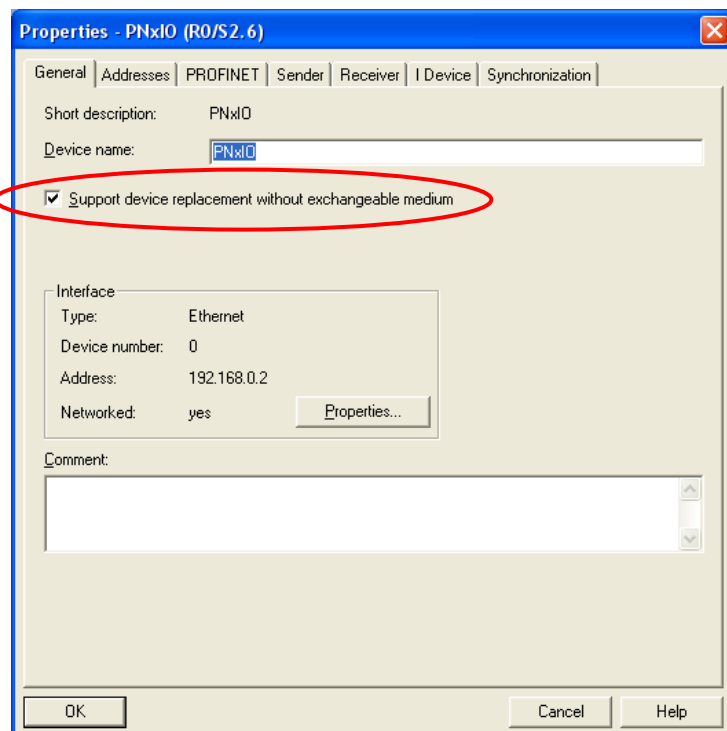 Properties - PNxIO (R0/S2.6)
General Addresses PROFINET Sender Receiver I Device Synchronization
Short description: PNxIO
Device name: PNxIO
Support device replacement without exchangeable medium
Interface
Type: Ethernet
Device number: 0
Address: 192.168.0.2
Networked: yes Properties...
Comment:
OK Cancel Help